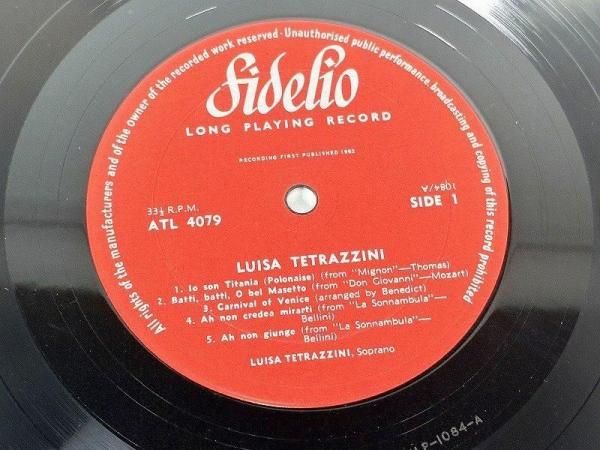 All rights of the manufacturers and of the owner of the recorded work reserved · Unauthorised public performance, broadcasting and copying of this record prohibited
Fidelio
LONG PLAYING RECORD
RECORDING FIRST PUBLISHED 1962
33⅓ R.P.M.
ATL 4079
1084/A
SIDE 1
LUISA TETRAZZINI
1. Io son Titania (Polonaise) (from "Mignon"—Thomas)
2. Batti, batti, O bel Masetto (from "Don Giovanni"—Mozart)
3. Carnival of Venice (arranged by Benedict)
4. Ah non credea mirarti (from "La Sonnambula"—
Bellini)
5. Ah non giunge (from "La Sonnambula"—
Bellini)
LUISA TETRAZZINI, Soprano
LP-1084-A